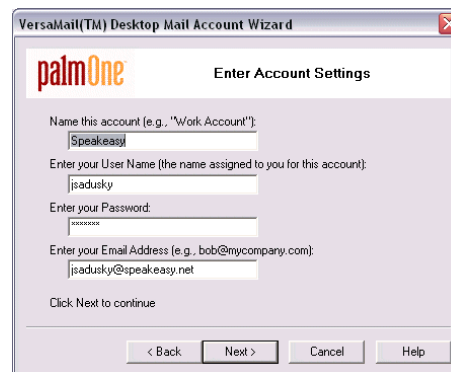 VersaMail(TM) Desktop Mail Account Wizard
palmOne
Enter Account Settings
Name this account (e.g., "Work Account"):
Speakeasy
Enter your User Name (the name assigned to you for this account):
jsadusky
Enter your Password:
×××××××
Enter your Email Address (e.g., bob@mycompany.com):
jsadusky@speakeasy.net
Click Next to continue
< Back
Next >
Cancel
Help